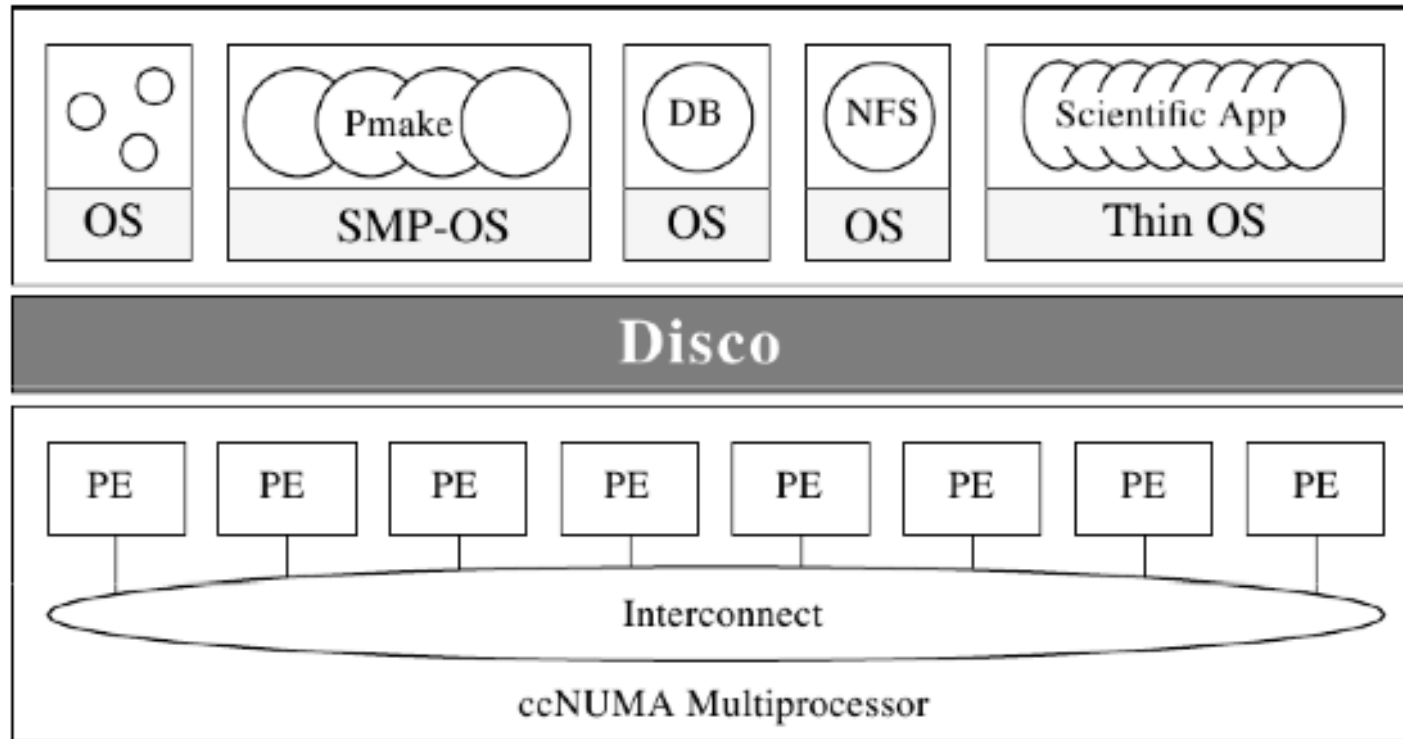 Pmake
DB
NFS
Scientific App
OS
SMP-OS
OS
OS
Thin OS
Disco
PE
PE
PE
PE
PE
PE
PE
PE
Interconnect
ccNUMA Multiprocessor